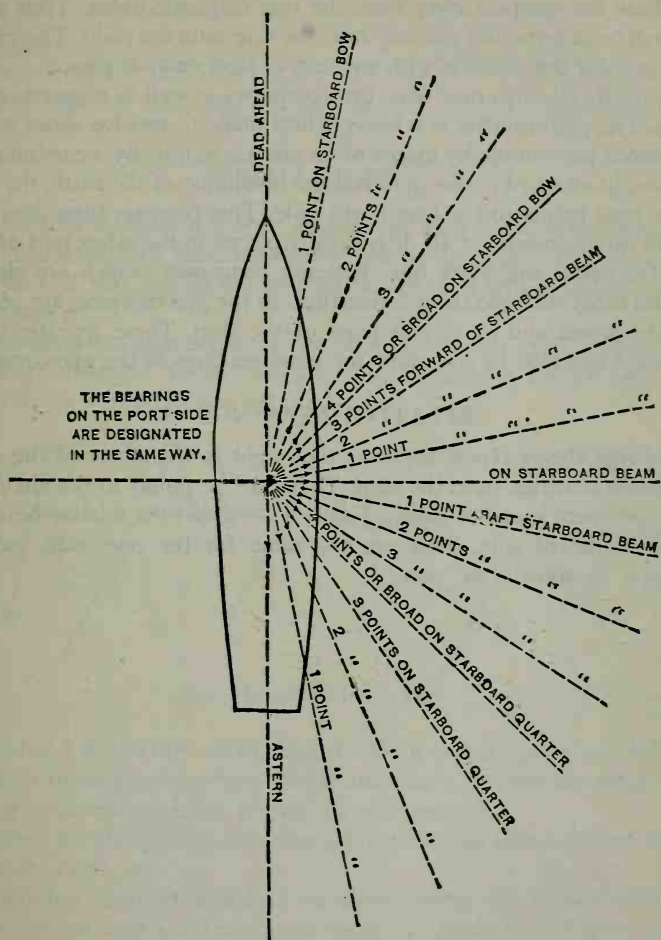 DEAD AHEAD
1 POINT ON STARBOARD BOW
2 POINTS " "
3 " " "
4 POINTS OR BROAD ON STARBOARD BOW
3 POINTS FORWARD OF STARBOARD BEAM
2 " " " "
1 POINT " " " "
ON STARBOARD BEAM
1 POINT ABAFT STARBOARD BEAM
2 POINTS " " "
3 " " "
4 POINTS OR BROAD ON STARBOARD QUARTER
3 POINTS ON STARBOARD QUARTER
2 " " "
1 POINT " "
ASTERN
THE BEARINGS
ON THE PORT SIDE
ARE DESIGNATED
IN THE SAME WAY.